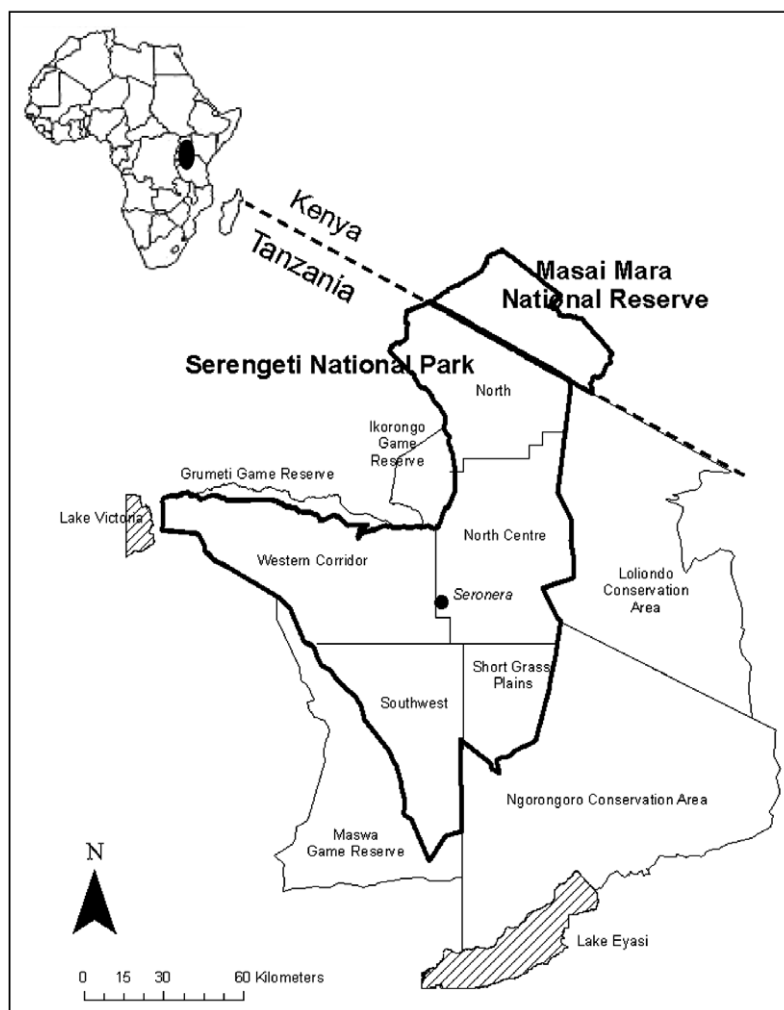 Kenya
Tanzania
Masai Mara
National Reserve
Serengeti National Park
North
Ikorongo
Game
Reserve
Grumeti Game Reserve
Lake Victoria
North Centre
Western Corridor
Loliondo
Conservation
Area
Seronera
Short Grass
Plains
Southwest
Ngorongoro Conservation Area
Maswa
Game Reserve
N
Lake Eyasi
0 15 30 60 Kilometers